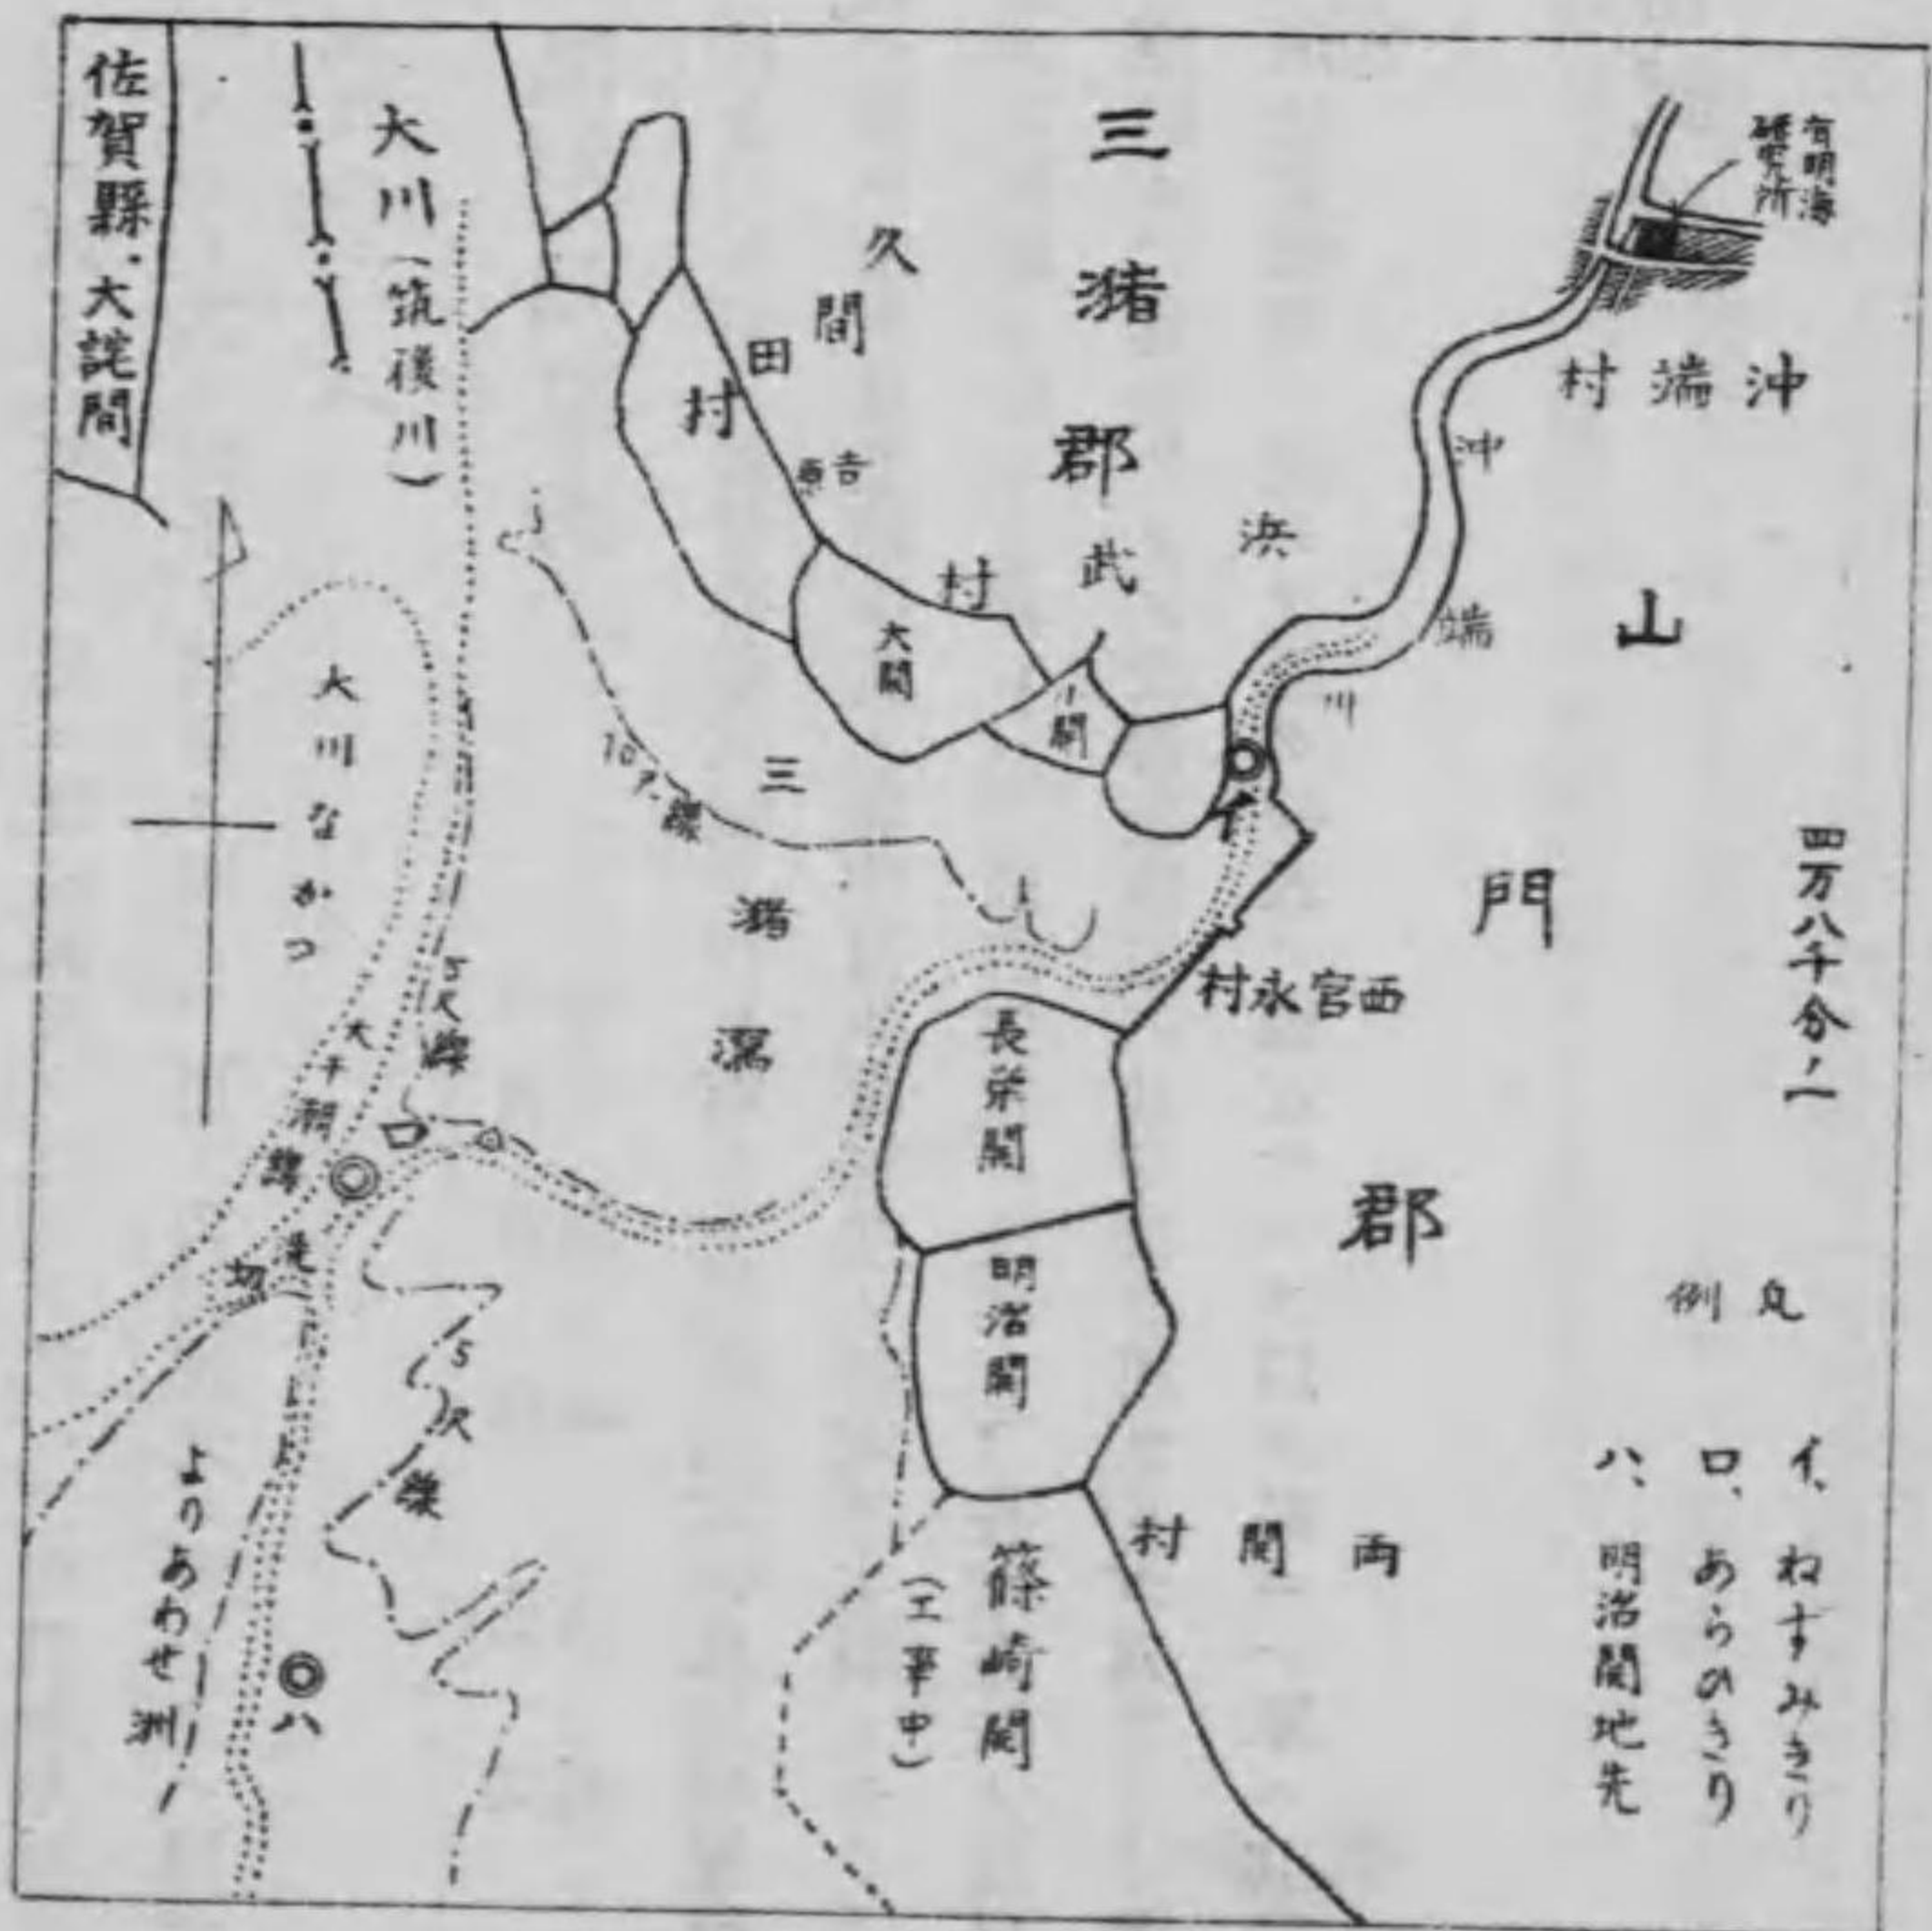 佐賀縣・大詫間
大川(筑後川)
三潴郡
久間田村
有明海
研究所
沖端村
沖端川
吉原
浜武村
山門郡
大開
小開
10尺線
三潴潟
大川なかつ
四万八千分ノ一
西宮永村
長栄開
大干潮
ロ
イ
明治開
5尺線
よりあわせ洲
ハ
篠崎開
(工事中)
両開村
凡例
イ、ねずみきり
ロ、あらひきり
ハ、明治開地先